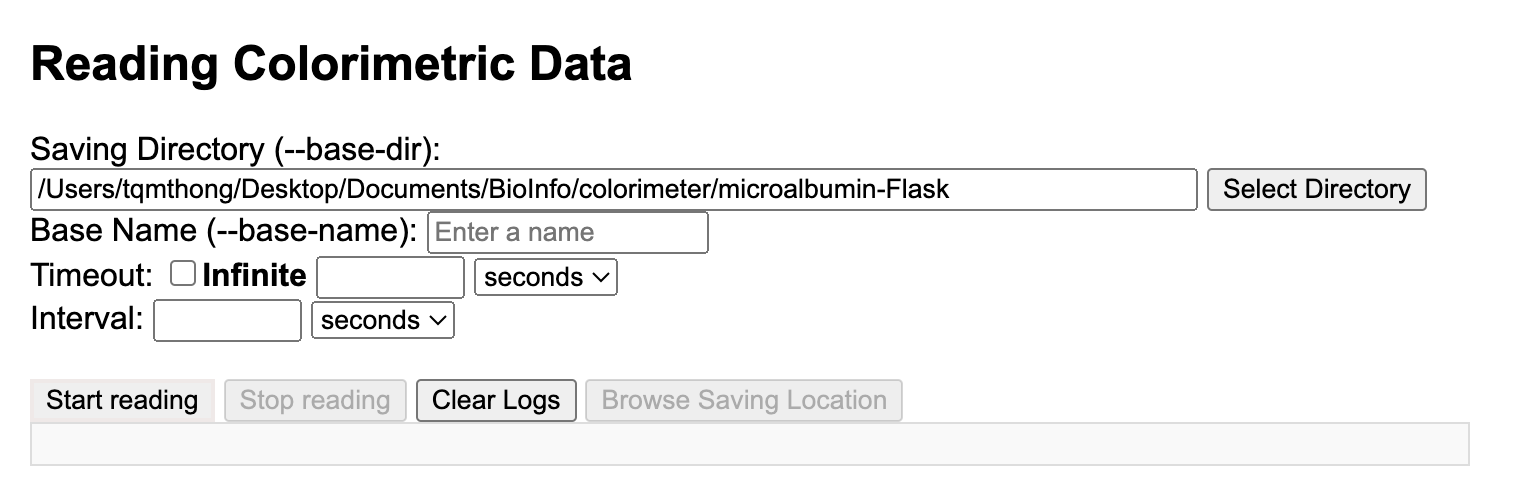 Reading Colorimetric Data
Saving Directory (--base-dir):
/Users/tqmthong/Desktop/Documents/BioInfo/colorimeter/microalbumin-Flask Select Directory
Base Name (--base-name): Enter a name
Timeout: Infinite seconds
Interval: seconds
Start reading Stop reading Clear Logs Browse Saving Location